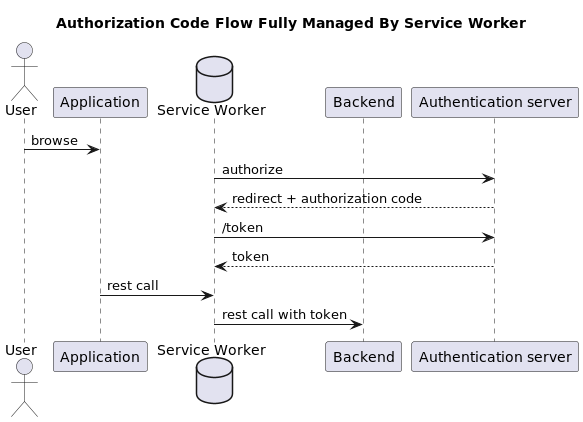 Authorization Code Flow Fully Managed By Service Worker
User Application Service Worker Backend Authentication server
browse
authorize
redirect + authorization code
/token
token
rest call
rest call with token
User Application Service Worker Backend Authentication server